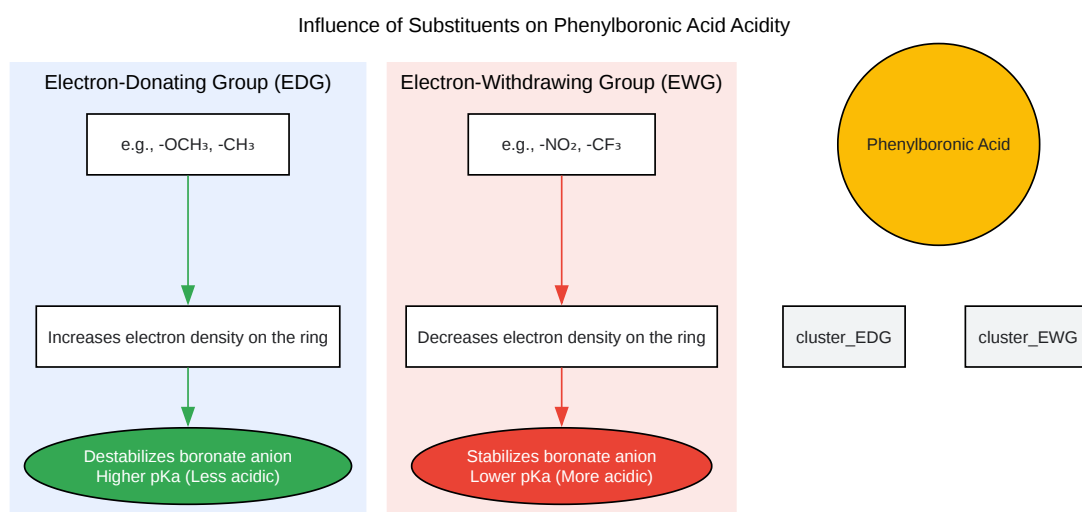 Influence of Substituents on Phenylboronic Acid Acidity
Electron-Donating Group (EDG)
e.g., -OCH₃, -CH₃
Increases electron density on the ring
Destabilizes boronate anion
Higher pKa (Less acidic)
Electron-Withdrawing Group (EWG)
e.g., -NO₂, -CF₃
Decreases electron density on the ring
Stabilizes boronate anion
Lower pKa (More acidic)
Phenylboronic Acid
cluster_EDG
cluster_EWG